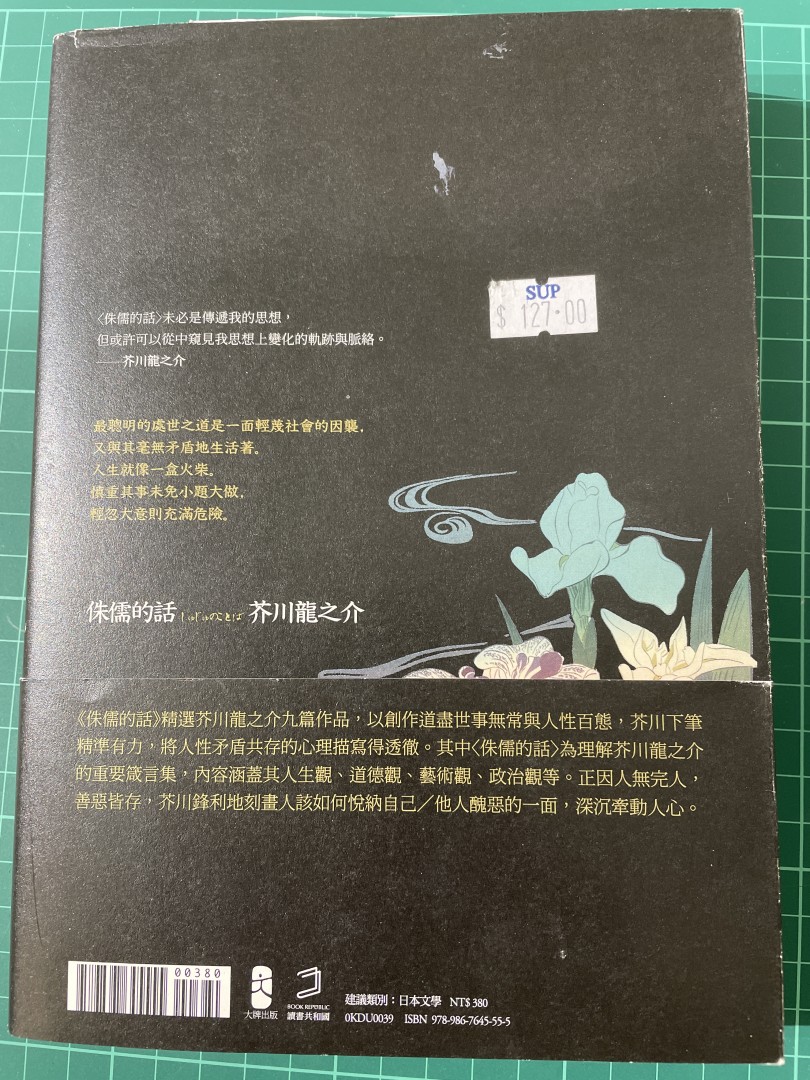 〈侏儒的話〉未必是傳遞我的思想，
但或許可以從中窺見我思想上變化的軌跡與脈絡。
——芥川龍之介
SUP
$ 127.00
最聰明的處世之道是一面輕蔑社會的因襲，
又與其毫無矛盾地生活著。
人生就像一盒火柴。
慎重其事未免小題大做，
輕忽大意則充滿危險。
侏儒的話 しゅじゅのことば 芥川龍之介
《侏儒的話》精選芥川龍之介九篇作品，以創作道盡世事無常與人性百態，芥川下筆
精準有力，將人性矛盾共存的心理描寫得透徹。其中〈侏儒的話〉為理解芥川龍之介
的重要箴言集，內容涵蓋其人生觀、道德觀、藝術觀、政治觀等。正因人無完人，
善惡皆存，芥川鋒利地刻畫人該如何悅納自己／他人醜惡的一面，深沉牽動人心。
00380
大牌出版
BOOK REPUBLIC
讀書共和國
建議類別：日本文學 NT$ 380
0KDU0039 ISBN 978-986-7645-55-5